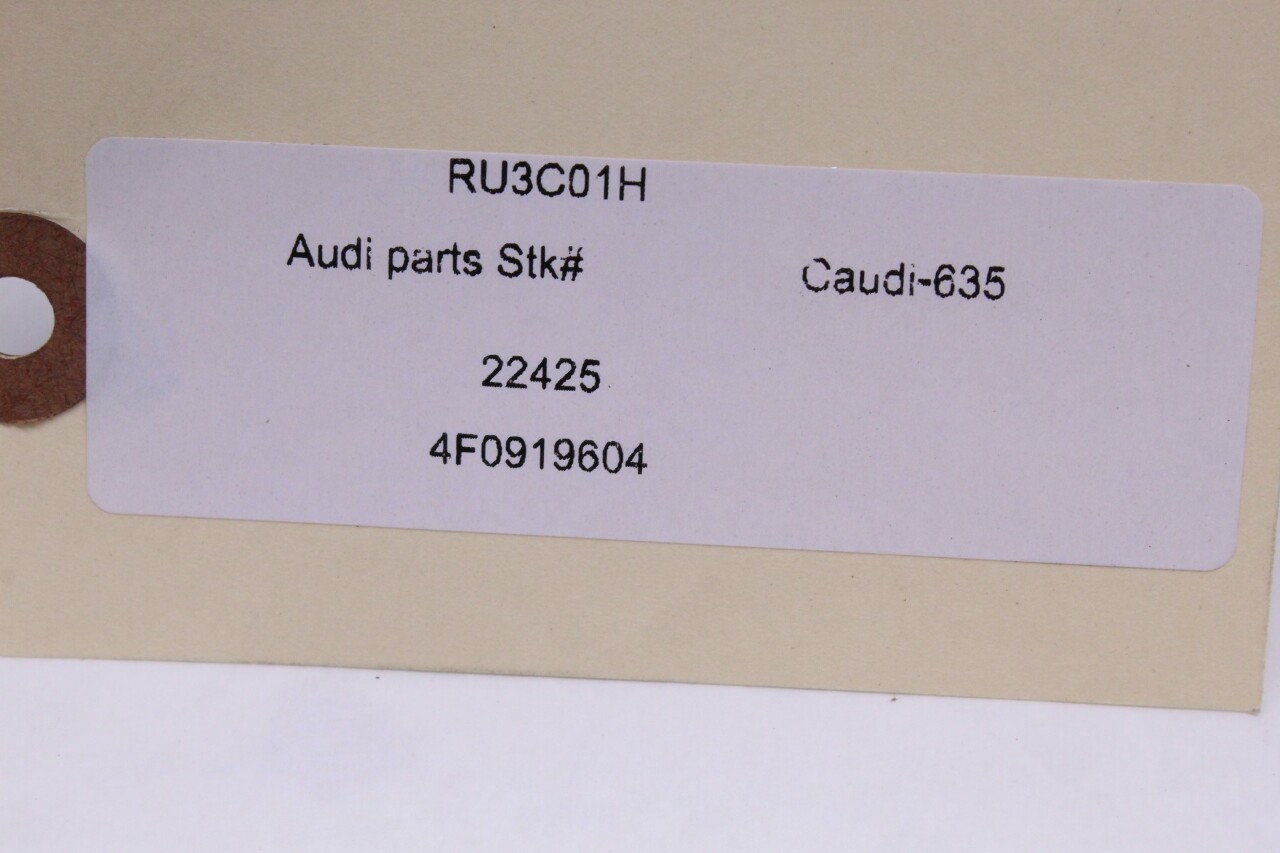 RU3C01H
Audi parts Stk# Caudi-635
22425
4F0919604